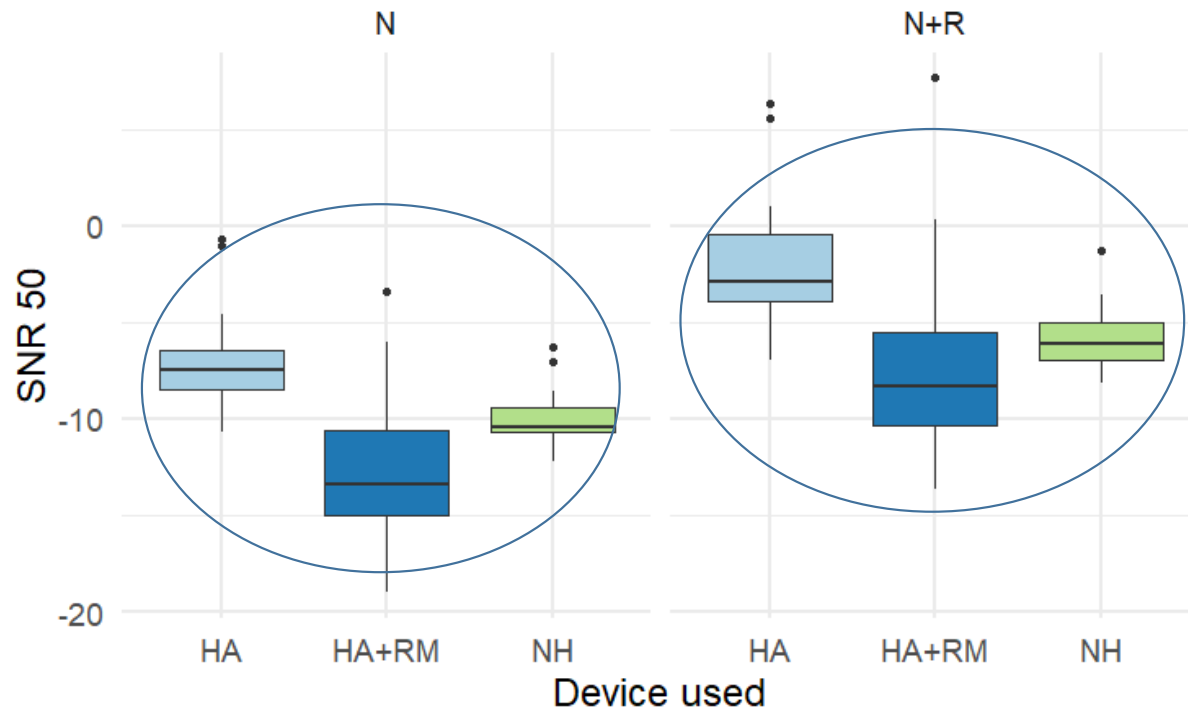 N N+R
SNR 50
0
-10
-20
HA HA+RM NH HA HA+RM NH
Device used